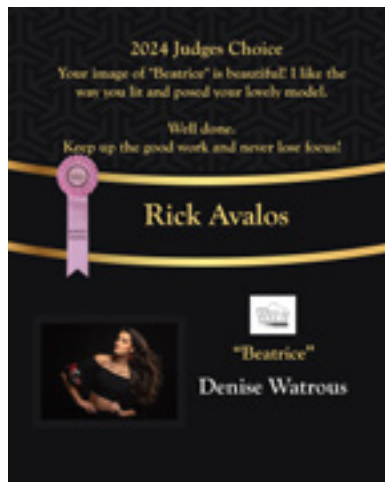 2024 Judges Choice
Your image of "Beatrice" is beautiful! I like the
way you lit and posed your lovely model.
Well done.
Keep up the good work and never lose focus!
Rick Avalos
"Beatrice"
Denise Watrous